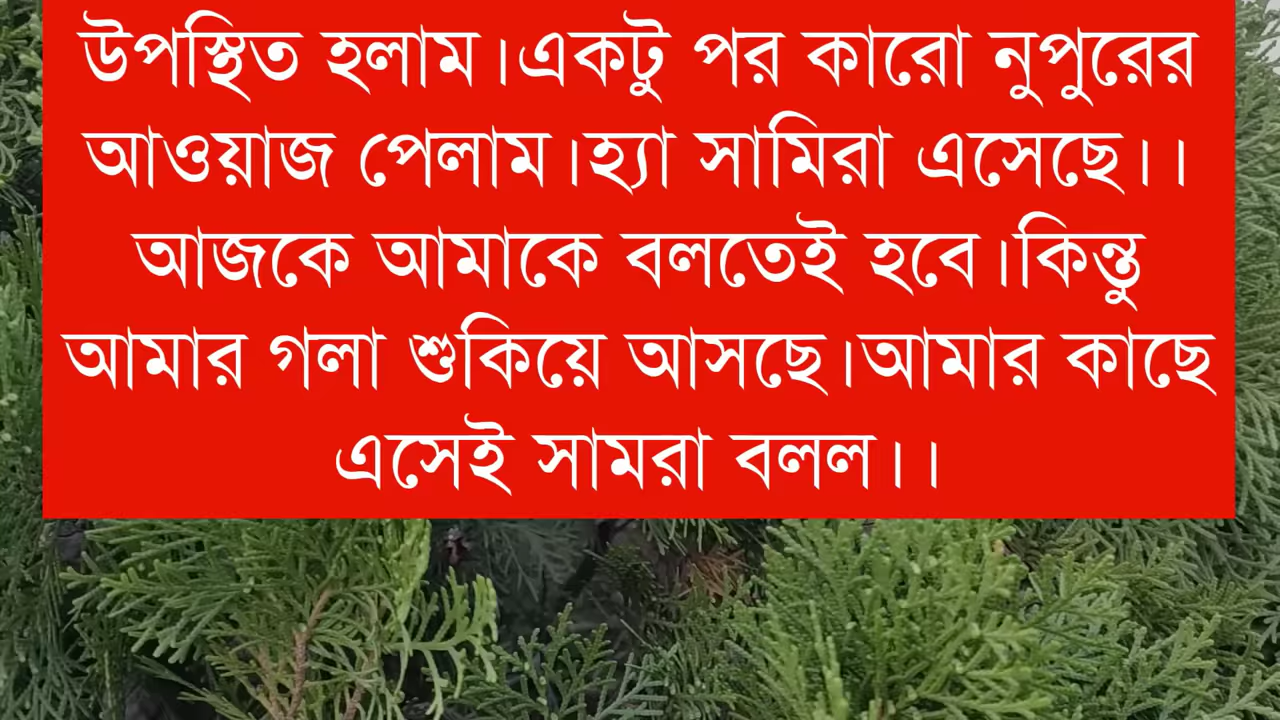 উপস্থিত হলাম।একটু পর কারো নুপুরের
আওয়াজ পেলাম।হ্যা সামিরা এসেছে।।
আজকে আমাকে বলতেই হবে।কিন্তু
আমার গলা শুকিয়ে আসছে।আমার কাছে
এসেই সামরা বলল।।